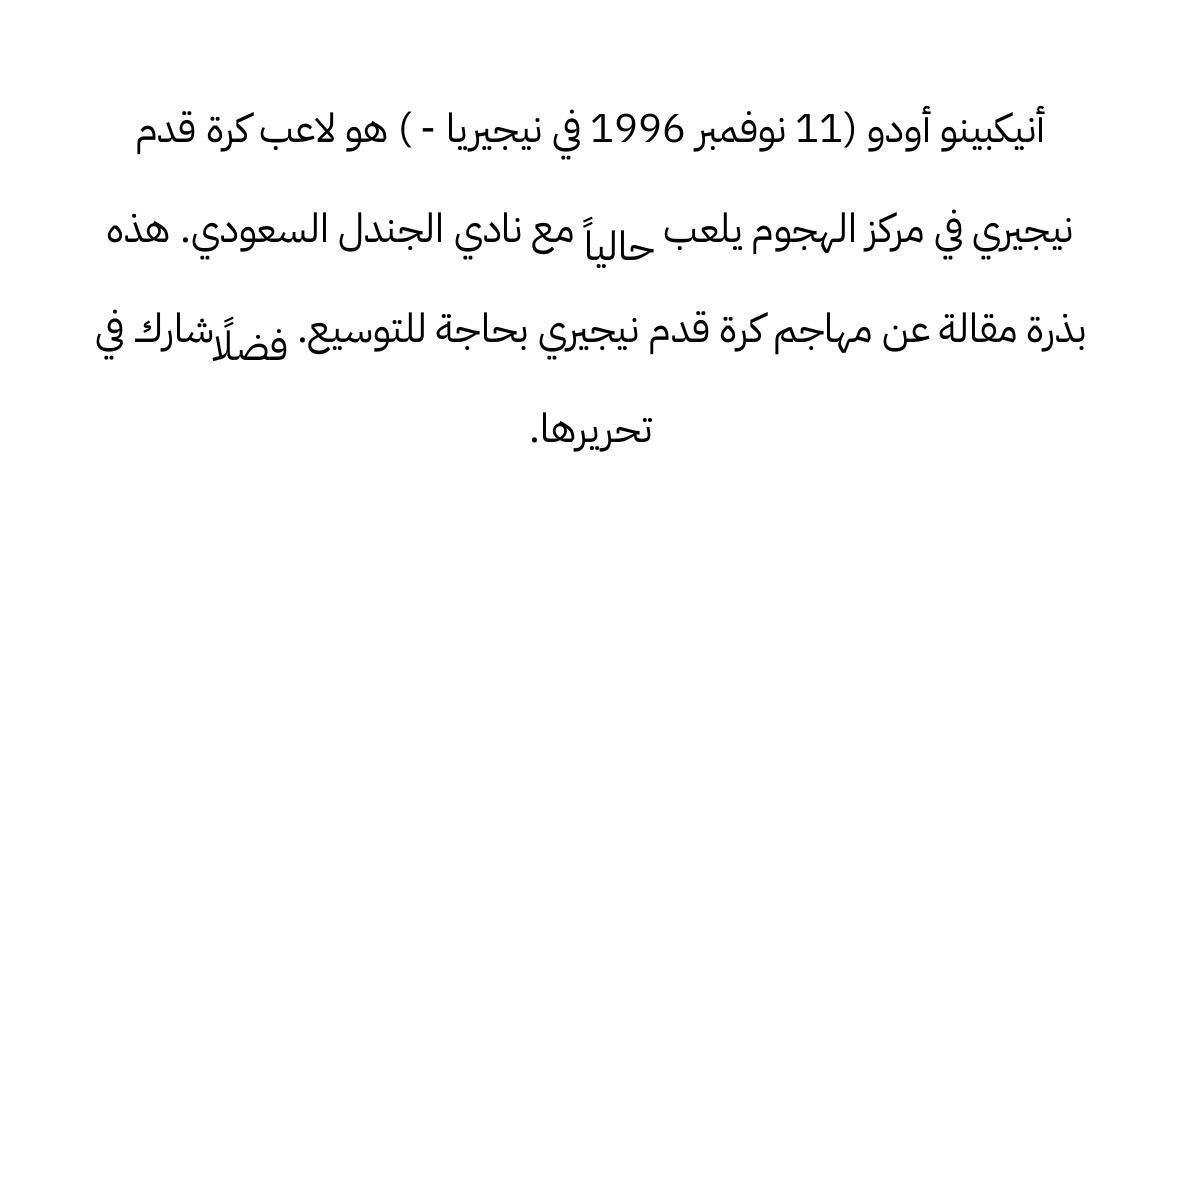 أنيكبينو أودو (11 نوفمبر 1996 في نيجيريا - ) هو لاعب كرة قدم
نيجيري في مركز الهجوم يلعب حالياً مع نادي الجندل السعودي. هذه
بذرة مقالة عن مهاجم كرة قدم نيجيري بحاجة للتوسيع. فضلًا شارك في
تحريرها.